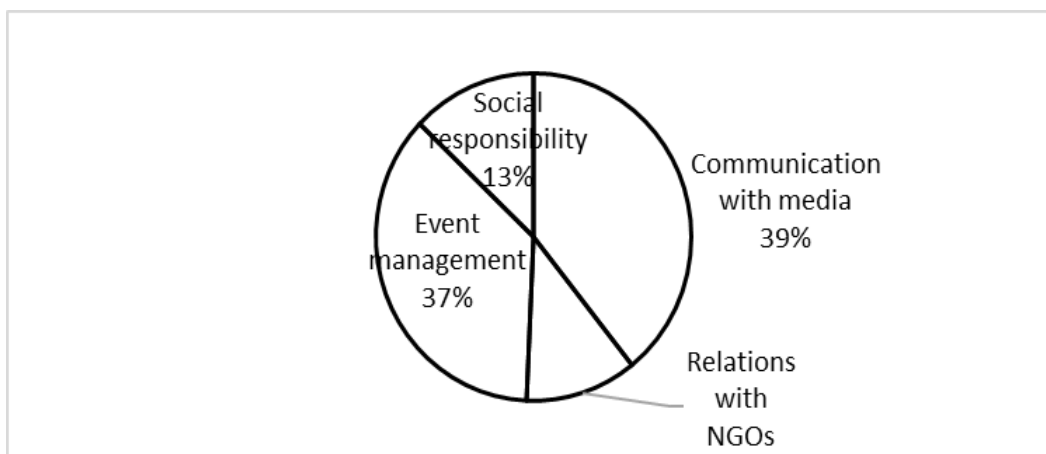 Social
responsibility
13%
Communication
with media
39%
Event
management
37%
Relations
with
NGOs